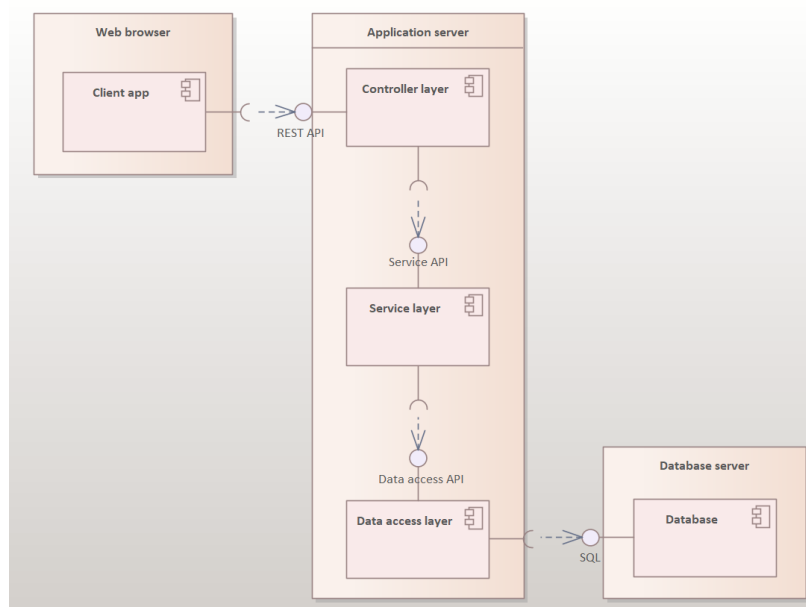 Web browser
Application server
Client app
Controller layer
REST API
Service API
Service layer
Data access API
Database server
Data access layer
Database
SQL